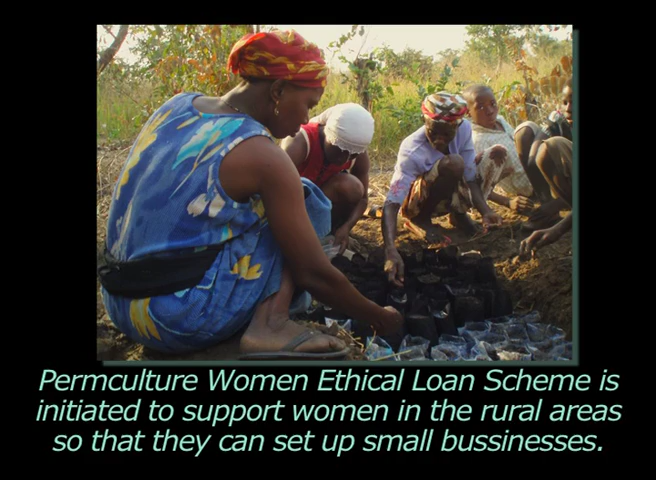 Permculture Women Ethical Loan Scheme is
initiated to support women in the rural areas
so that they can set up small bussinesses.